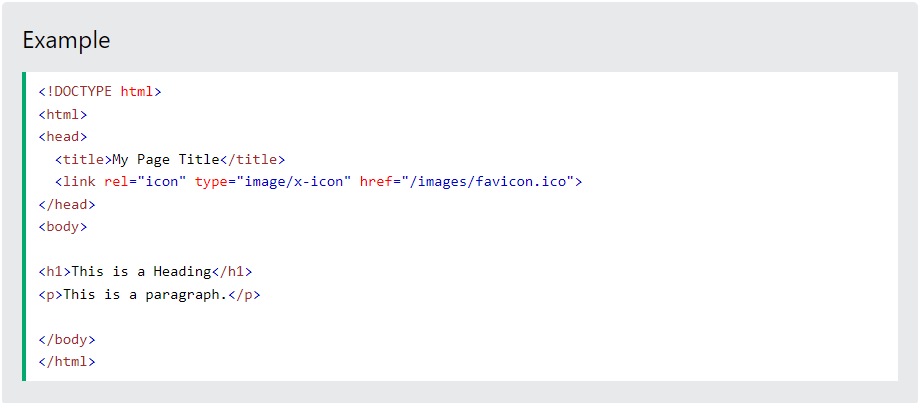 Example
<!DOCTYPE html>
<html>
<head>
  <title>My Page Title</title>
  <link rel="icon" type="image/x-icon" href="/images/favicon.ico">
</head>
<body>

<h1>This is a Heading</h1>
<p>This is a paragraph.</p>

</body>
</html>